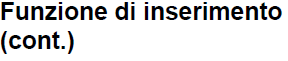 Funzione di inserimento
(cont.)